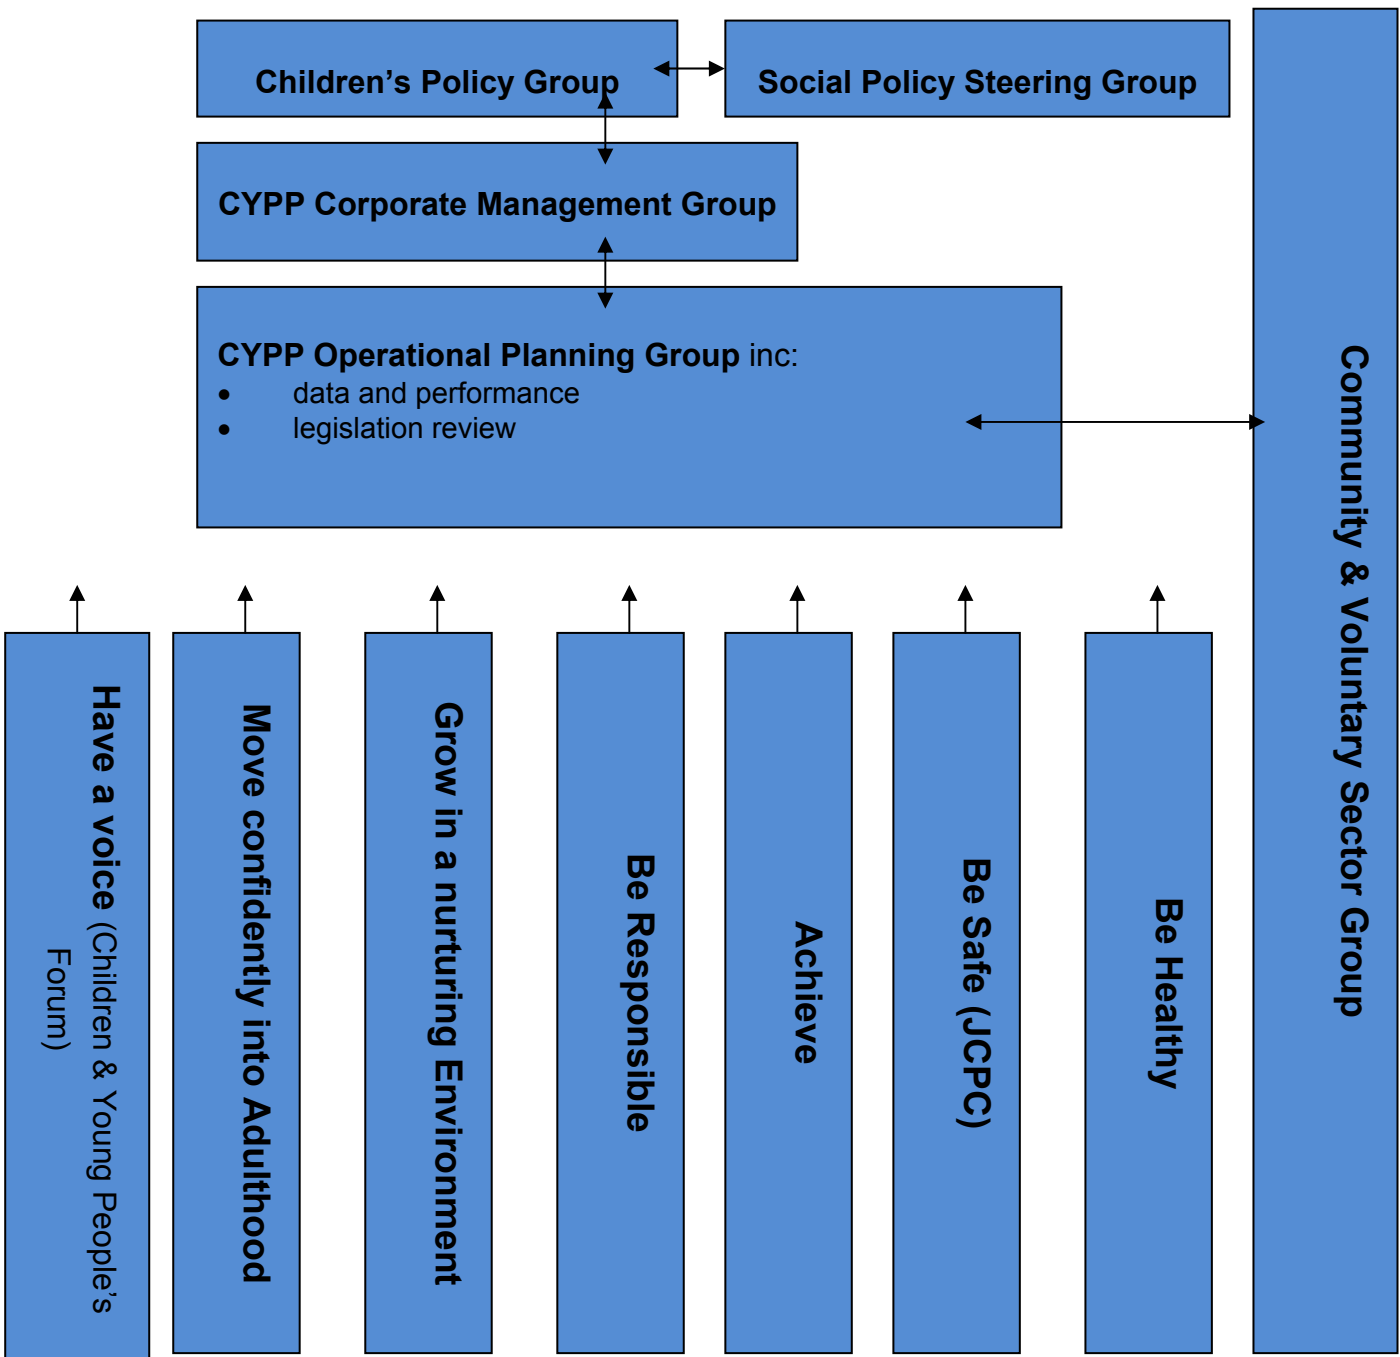 Children’s Policy Group
Social Policy Steering Group
CYPP Corporate Management Group
CYPP Operational Planning Group inc:
• data and performance
• legislation review
Community & Voluntary Sector Group
Have a voice (Children & Young People’s
Forum)
Move confidently into Adulthood
Grow in a nurturing Environment
Be Responsible
Achieve
Be Safe (JCPC)
Be Healthy